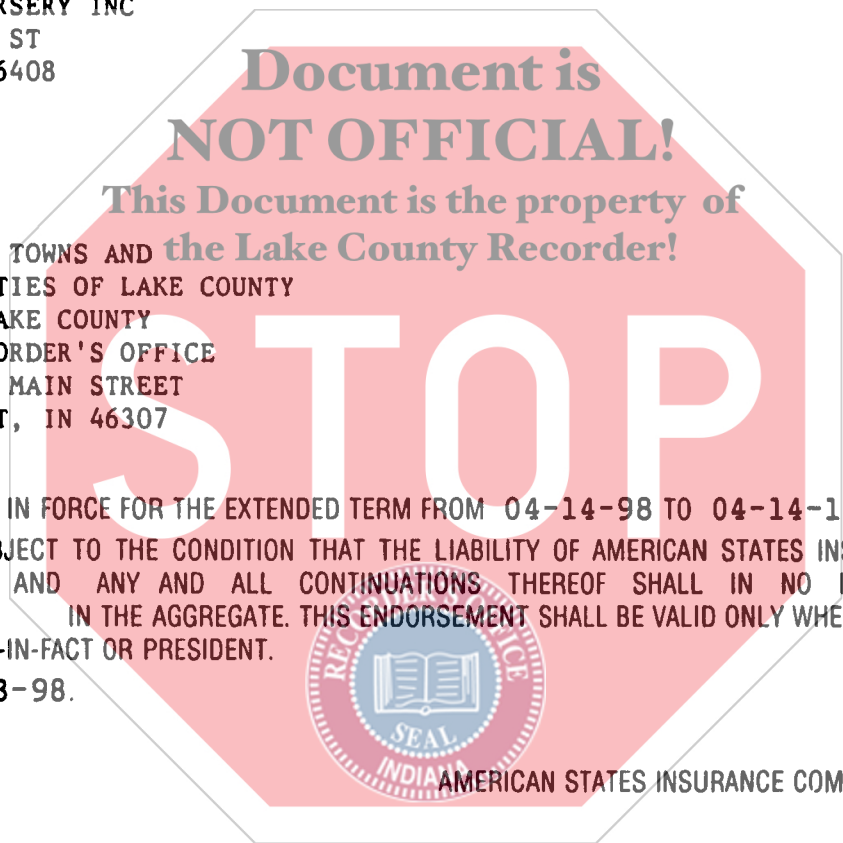 RSERY INC
ST
6408
Document is
NOT OFFICIAL!
This Document is the property of
the Lake County Recorder!
TOWNS AND
TIES OF LAKE COUNTY
AKE COUNTY
ORDER'S OFFICE
MAIN STREET
T, IN 46307
STOP
IN FORCE FOR THE EXTENDED TERM FROM 04-14-98 TO 04-14-1
BJECT TO THE CONDITION THAT THE LIABILITY OF AMERICAN STATES INS
AND ANY AND ALL CONTINUATIONS THEREOF SHALL IN NO
IN THE AGGREGATE. THIS ENDORSEMENT SHALL BE VALID ONLY WHE
-IN-FACT OR PRESIDENT.
3-98.
RECORDER'S OFFICE
SEAL
INDIANA
AMERICAN STATES INSURANCE COM